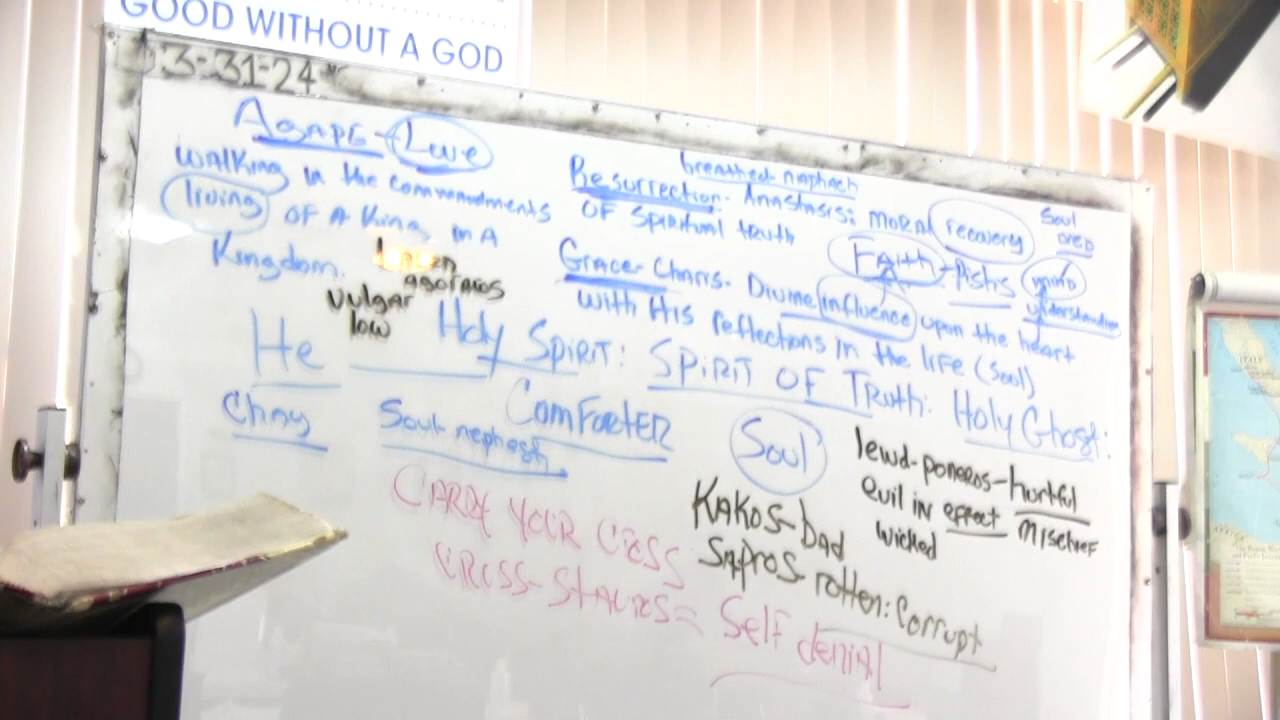 GOOD WITHOUT A GOD
3-31-24
AGAPE - Love
walking in the commandments
living of a King in a
Kingdom.
agoraios
vulgar
low
breathed-naphach
Resurrection- Anastasis: moral recovery
of spiritual truth
Soul
FAith - Pistis mind
understanding
Grace- Charis- Divine influence upon the heart
with His reflections in the life (soul)
He Holy Spirit: SPiRiT OF Truth: Holy Ghost:
Chay Soul-nephesh ComForTER
Soul
lewd-poneros-hurtful
evil in effect mischief
wicked
KAKOS-bad
SAPROS-rotten: Corrupt
CARRY YOUR CROSS
CROSS-STAUROS= Self denial